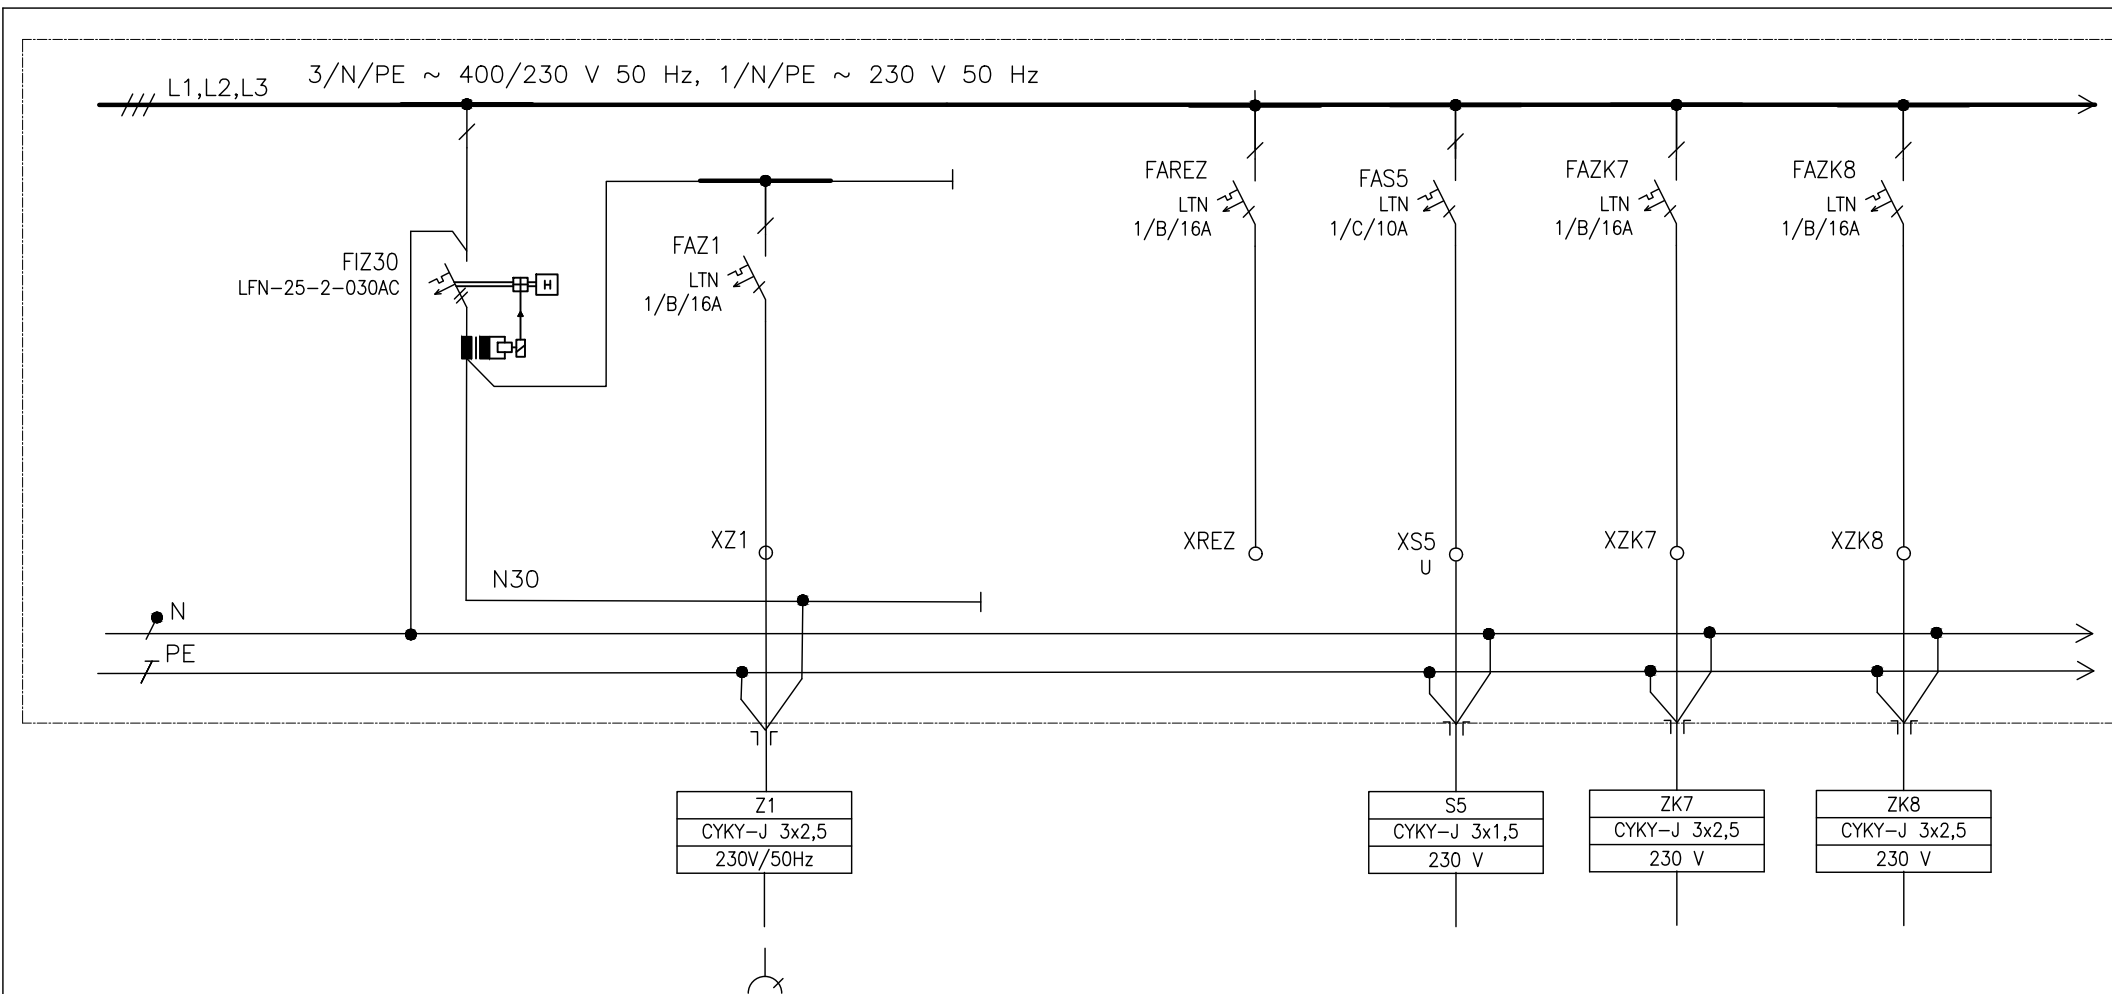 L1,L2,L3
3/N/PE ~ 400/230 V 50 Hz, 1/N/PE ~ 230 V 50 Hz
FIZ30
LFN-25-2-030AC
H
FAZ1
LTN
1/B/16A
FAREZ
LTN
1/B/16A
FAS5
LTN
1/C/10A
FAZK7
LTN
1/B/16A
FAZK8
LTN
1/B/16A
XZ1
XREZ
XS5
U
XZK7
XZK8
N30
N
PE
Z1
CYKY-J 3x2,5
230V/50Hz
S5
CYKY-J 3x1,5
230 V
ZK7
CYKY-J 3x2,5
230 V
ZK8
CYKY-J 3x2,5
230 V